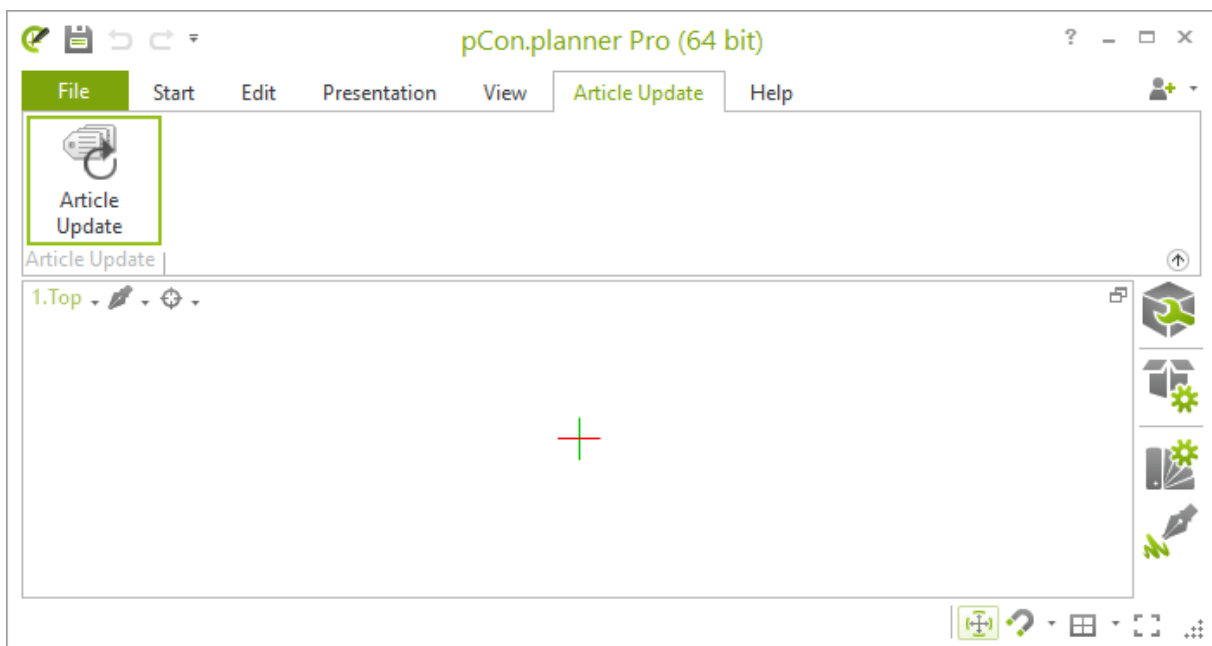 pCon.planner Pro (64 bit)
?
File Start Edit Presentation View Article Update Help
Article
Update
Article Update
1.Top